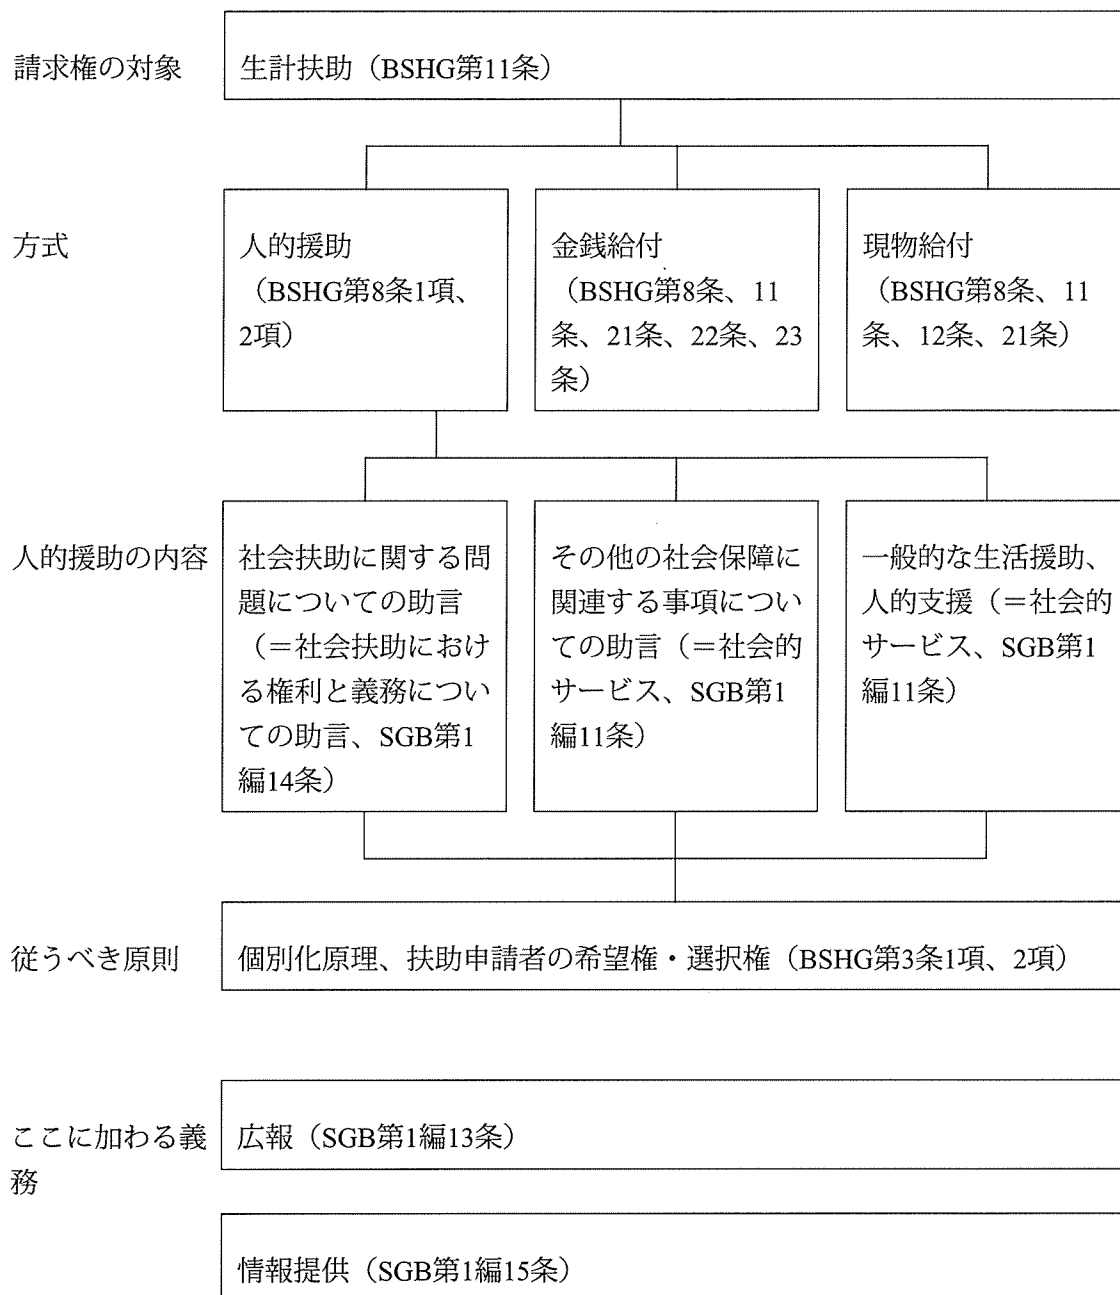 請求権の対象
生計扶助（BSHG第11条）
方式
人的援助
（BSHG第8条1項、
2項）
金銭給付
（BSHG第8条、11
条、21条、22条、23
条）
現物給付
（BSHG第8条、11
条、12条、21条）
人的援助の内容
社会扶助に関する問
題についての助言
（＝社会扶助におけ
る権利と義務につい
ての助言、SGB第1
編14条）
その他の社会保障に
関連する事項につい
ての助言（＝社会的
サービス、SGB第1
編11条）
一般的な生活援助、
人的支援（＝社会的
サービス、SGB第1
編11条）
従うべき原則
個別化原理、扶助申請者の希望権・選択権（BSHG第3条1項、2項）
ここに加わる義
務
広報（SGB第1編13条）
情報提供（SGB第1編15条）